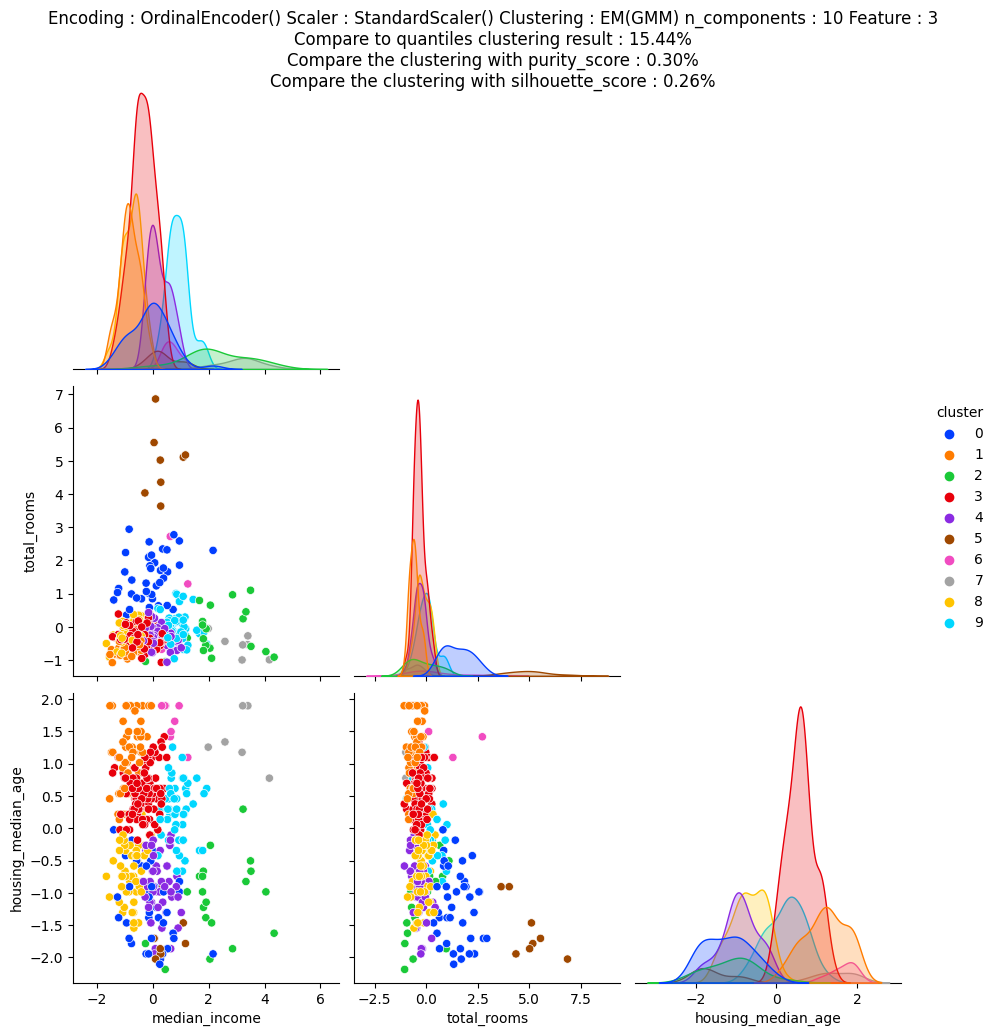 Encoding : OrdinalEncoder() Scaler : StandardScaler() Clustering : EM(GMM) n_components : 10 Feature : 3
Compare to quantiles clustering result : 15.44%
Compare the clustering with purity_score : 0.30%
Compare the clustering with silhouette_score : 0.26%
total_rooms
7
6
5
4
3
2
1
0
−1
cluster
0
1
2
3
4
5
6
7
8
9
housing_median_age
2.0
1.5
1.0
0.5
0.0
−0.5
−1.0
−1.5
−2.0
−2 0 2 4 6
median_income
−2.5 0.0 2.5 5.0 7.5
total_rooms
−2 0 2
housing_median_age